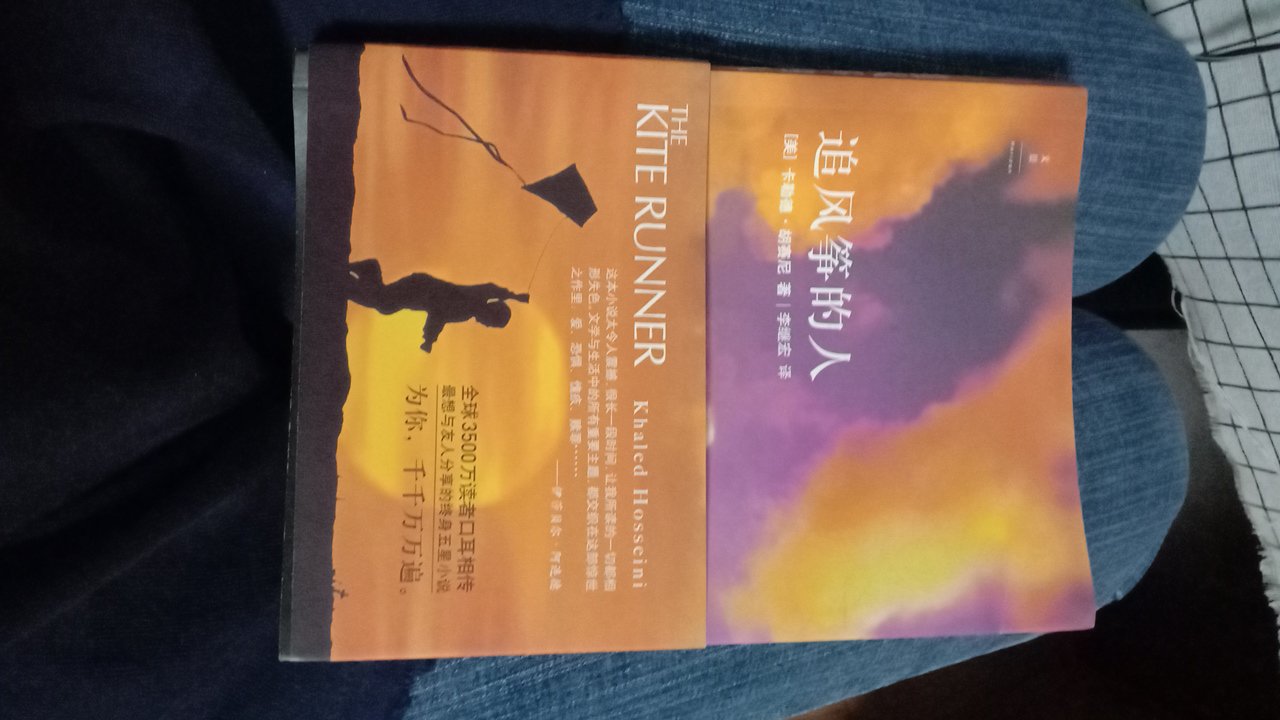 追风筝的人
[美] 卡勒德·胡赛尼 著 | 李继宏 译
THE
KITE RUNNER
Khaled Hosseini
这本小说太令人震撼,很长一段时间,让我所读的一切都相
形失色。文学与生活中的所有重要主题,都交织在这部惊世
之作里:爱、恐惧、愧疚、赎罪……
——伊莎贝尔·阿连德
全球3500万读者口耳相传
最想与友人分享的终身五星小说
为你,千千万万遍。